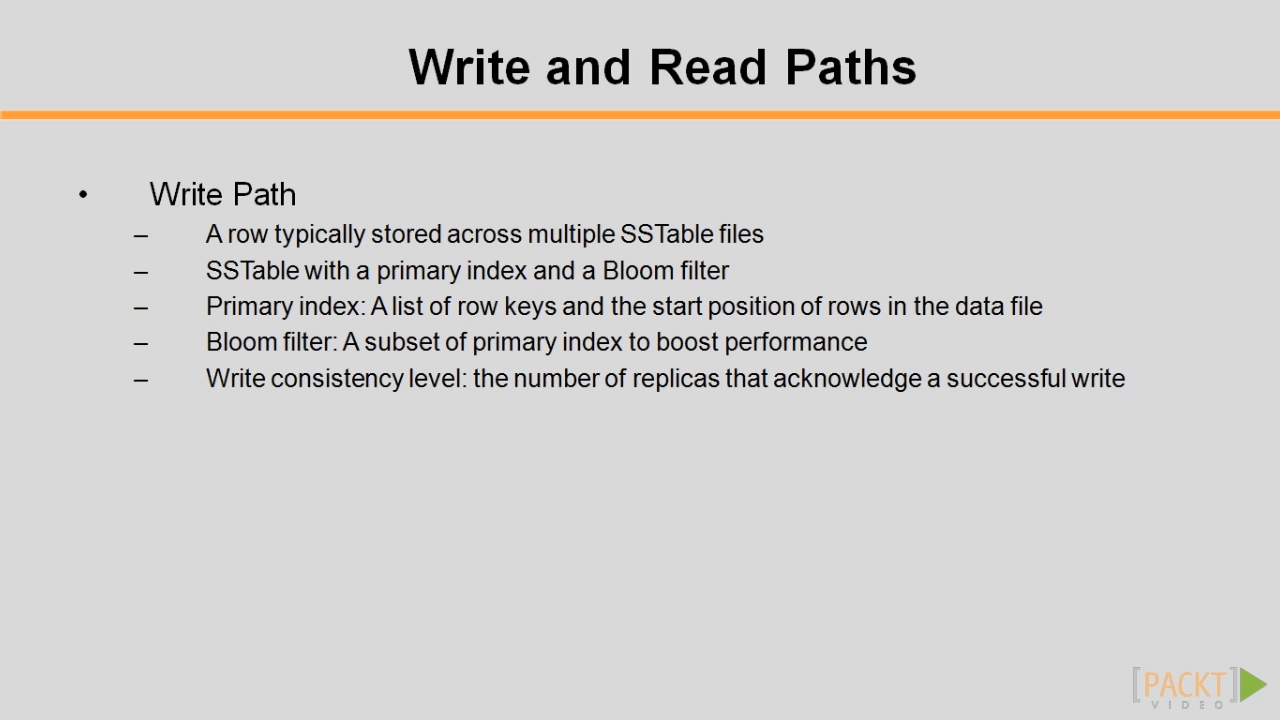 Write and Read Paths
• Write Path
– A row typically stored across multiple SSTable files
– SSTable with a primary index and a Bloom filter
– Primary index: A list of row keys and the start position of rows in the data file
– Bloom filter: A subset of primary index to boost performance
– Write consistency level: the number of replicas that acknowledge a successful write
[PACKT]
VIDEO